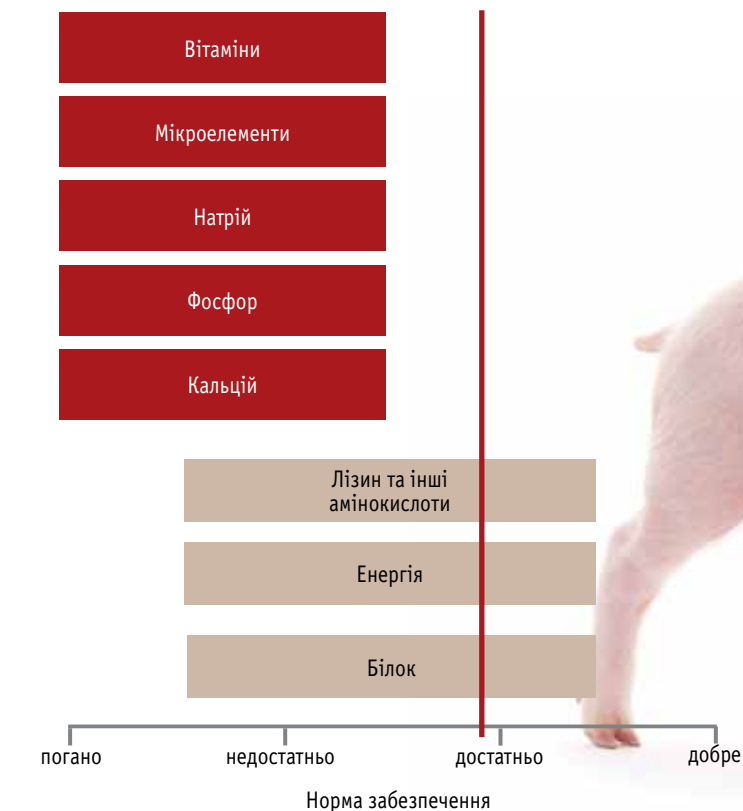 Вітаміни
Мікроелементи
Натрій
Фосфор
Кальцій
Лізин та інші
амінокислоти
Енергія
Білок
погано недостатньо достатньо добре
Норма забезпечення